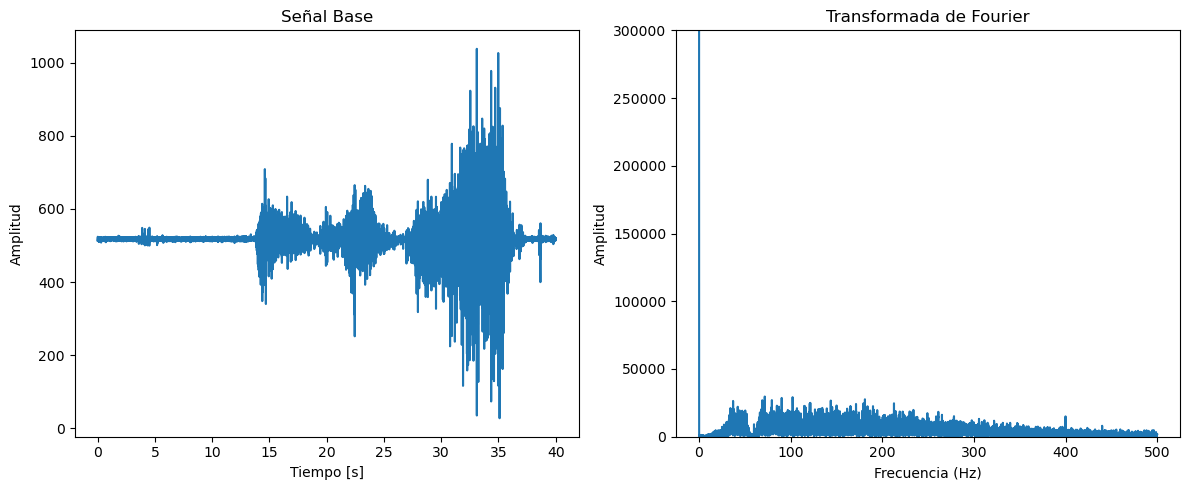 Señal Base
Amplitud
1000
800
600
400
200
0
0 5 10 15 20 25 30 35 40
Tiempo [s]
Transformada de Fourier
Amplitud
300000
250000
200000
150000
100000
50000
0
0 100 200 300 400 500
Frecuencia (Hz)